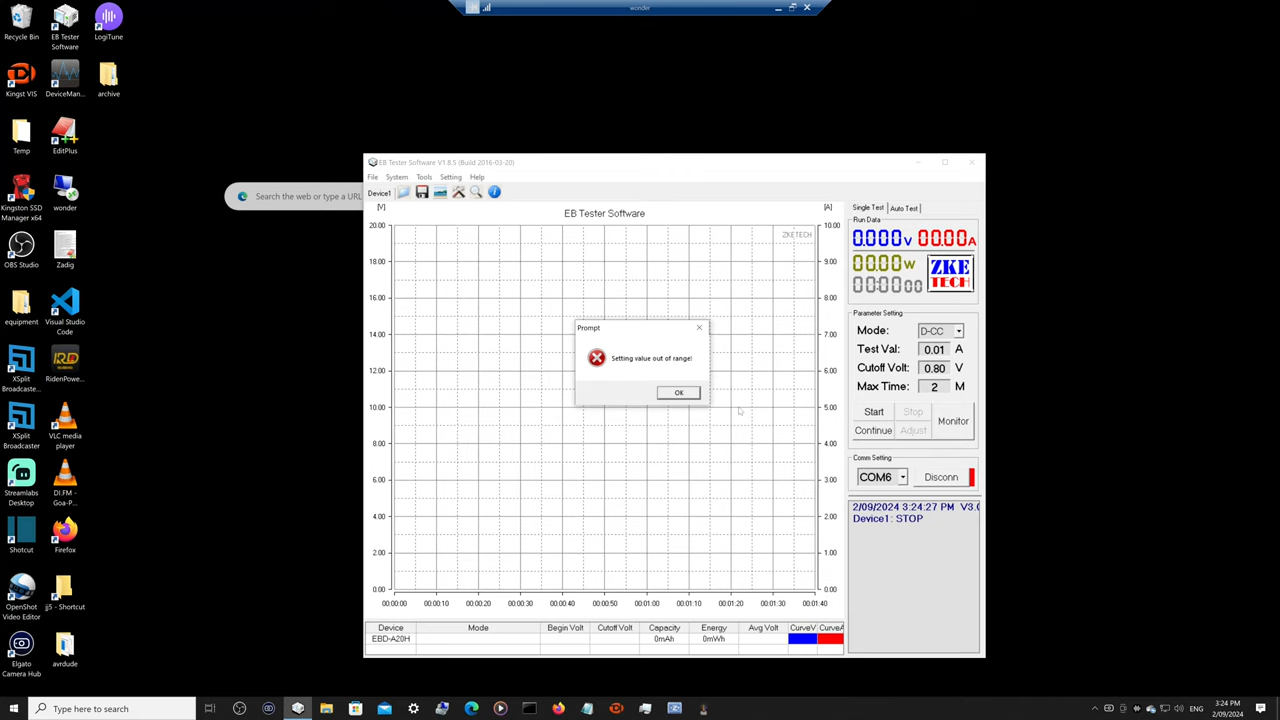 wonder
Recycle Bin
EB Tester Software
LogiTune
Kingst VIS
DeviceMan...
archive
Temp
EditPlus
Kingston SSD Manager x64
wonder
OBS Studio
Zadig
equipment
Visual Studio Code
XSplit Broadcaste...
RidenPowe...
XSplit Broadcaster
VLC media player
Streamlabs Desktop
DI.FM - Goa-P...
Shotcut
Firefox
OpenShot Video Editor
jj5 - Shortcut
Elgato Camera Hub
avrdude
Search the web or type a URL
EB Tester Software V1.8.5 (Build 2016-03-20)
File System Tools Setting Help
Device1
[V] EB Tester Software [A]
ZKETECH
20.00 10.00
18.00 9.00
16.00 8.00
14.00 7.00
12.00 6.00
10.00 5.00
8.00 4.00
6.00 3.00
4.00 2.00
2.00 1.00
0.00 0.00
00:00:00 00:00:10 00:00:20 00:00:30 00:00:40 00:00:50 00:01:00 00:01:10 00:01:20 00:01:30 00:01:40
Prompt
Setting value out of range!
OK
Single Test Auto Test
Run Data
0.000V 00.00A
00.00W
00:00:00
ZKE TECH
Parameter Setting
Mode: D-CC
Test Val: 0.01 A
Cutoff Volt: 0.80 V
Max Time: 2 M
Start Stop Monitor
Continue Adjust
Comm Setting
COM6 Disconn
2/09/2024 3:24:27 PM V3.0
Device1: STOP
Device Mode Begin Volt Cutoff Volt Capacity Energy Avg Volt CurveV CurveA
EBD-A20H 0mAh 0mWh
Type here to search
ENG
3:24 PM
2/09/2024